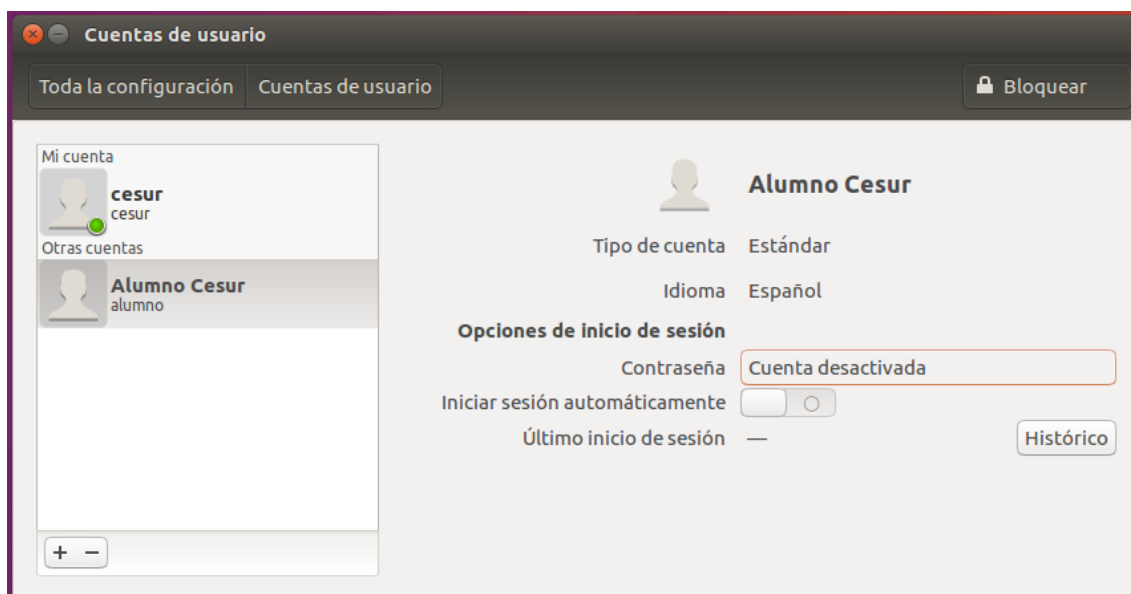 Cuentas de usuario
Toda la configuración Cuentas de usuario Bloquear
Mi cuenta
cesur
cesur
Otras cuentas
Alumno Cesur
alumno
Alumno Cesur
Tipo de cuenta Estándar
Idioma Español
Opciones de inicio de sesión
Contraseña Cuenta desactivada
Iniciar sesión automáticamente
Último inicio de sesión — Histórico
+ −